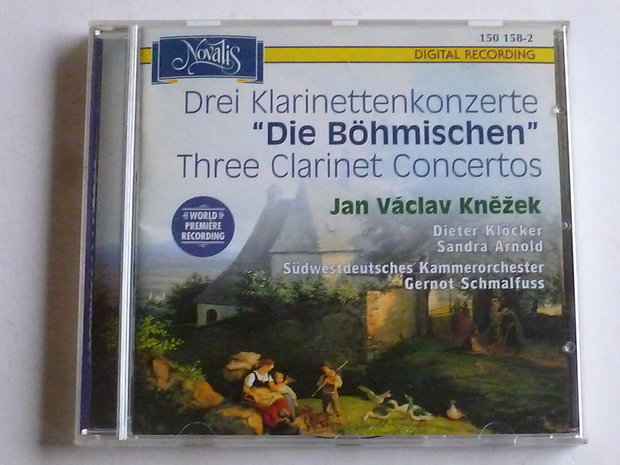 Novalis
150 158-2
DIGITAL RECORDING
Drei Klarinettenkonzerte
"Die Böhmischen"
Three Clarinet Concertos
Jan Václav Kněžek
WORLD
PREMIÈRE
RECORDING
Dieter Klöcker
Sandra Arnold
Südwestdeutsches Kammerorchester
Gernot Schmalfuss